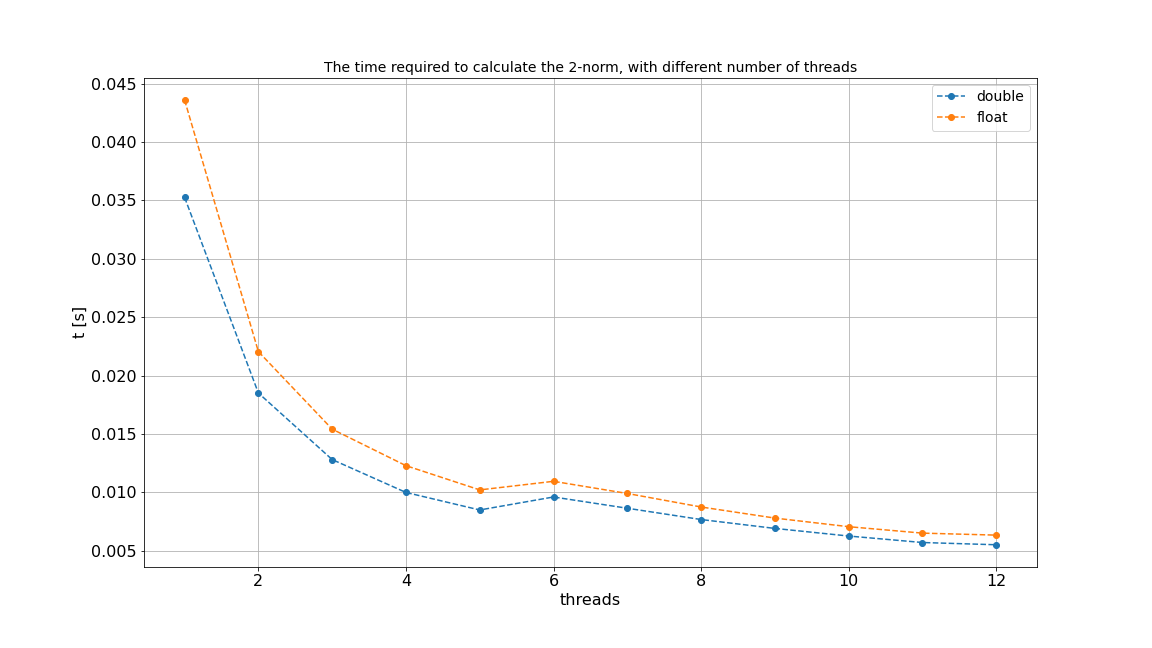 The time required to calculate the 2-norm, with different number of threads
double
float
0.045
0.040
0.035
0.030
0.025
0.020
0.015
0.010
0.005
t [s]
2 4 6 8 10 12
threads